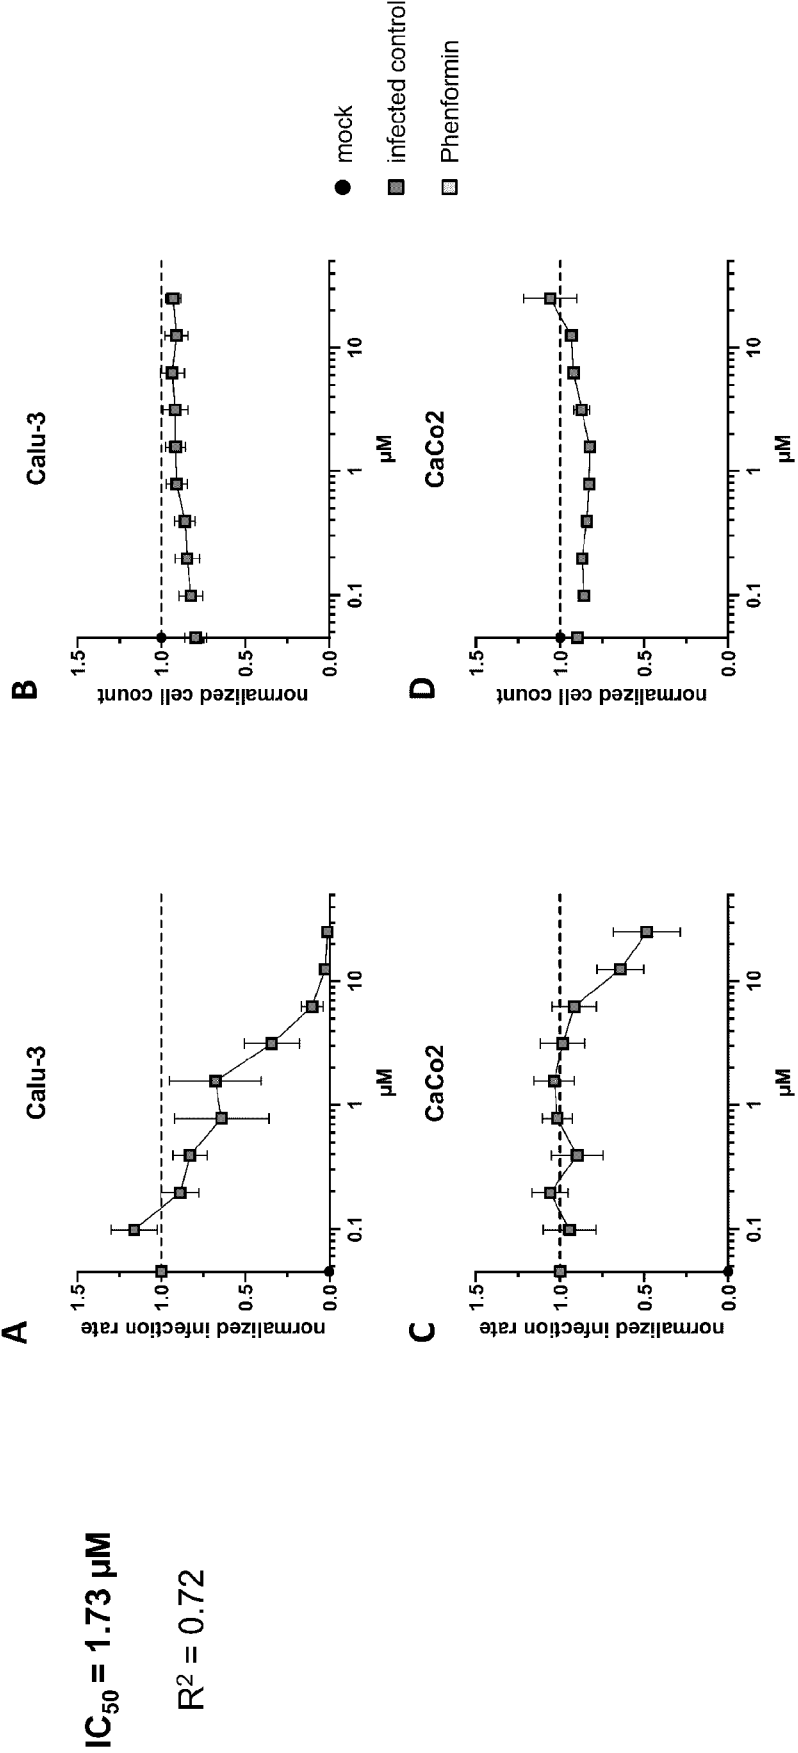 IC50 = 1.73 µM
R2 = 0.72
A
Calu-3
normalized infection rate
1.5
1.0
0.5
0.0
0.1
1
10
µM
B
Calu-3
normalized cell count
1.5
1.0
0.5
0.0
0.1
1
10
µM
C
CaCo2
normalized infection rate
1.5
1.0
0.5
0.0
0.1
1
10
µM
D
CaCo2
normalized cell count
1.5
1.0
0.5
0.0
0.1
1
10
µM
mock
infected control
Phenformin